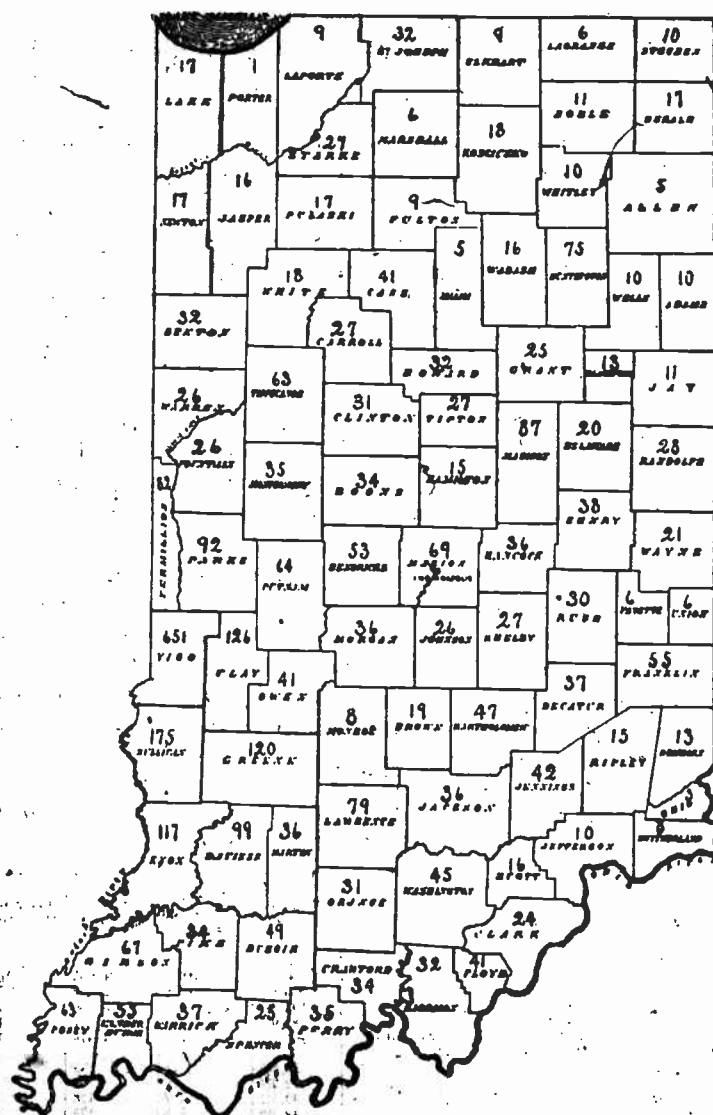 9
LAPORTE
32
ST JOSEPH
ELKHART
6
LAGRANGE
10
STEUBEN
17
LAKE
1
PORTER
27
STARKE
6
MARSHALL
18
KOSCIUSKO
11
NOBLE
17
DEKALB
10
WHITLEY
5
ALLEN
17
NEWTON
16
JASPER
17
PULASKI
9
FULTON
5
MIAMI
16
WABASH
75
HUNTINGTON
10
WELLS
10
ADAMS
18
WHITE
41
CASS
32
BENTON
27
CARROLL
32
HOWARD
25
GRANT
13
11
JAY
26
WARREN
63
TIPPECANOE
31
CLINTON
27
TIPTON
87
MADISON
20
DELAWARE
28
RANDOLPH
26
FOUNTAIN
35
MONTGOMERY
34
BOONE
15
HAMILTON
38
HENRY
VERMILLION
92
PARKE
64
PUTNAM
53
HENDRICKS
69
MARION
INDIANAPOLIS
36
HANCOCK
21
WAYNE
651
VIGO
126
CLAY
41
OWEN
36
MORGAN
26
JOHNSON
27
SHELBY
30
RUSH
6
FAYETTE
6
UNION
55
FRANKLIN
175
SULLIVAN
120
GREENE
8
MONROE
19
BROWN
47
BARTHOLOMEW
37
DECATUR
15
RIPLEY
13
DEARBORN
42
JENNINGS
OHIO
117
KNOX
99
DAVIESS
36
MARTIN
79
LAWRENCE
36
JACKSON
10
JEFFERSON
SWITZERLAND
31
ORANGE
45
WASHINGTON
16
SCOTT
24
CLARK
67
GIBSON
34
PIKE
49
DUBOIS
CRAWFORD
34
32
HARRISON
41
FLOYD
63
POSEY
53
37
WARRICK
25
SPENCER
35
PERRY
OHIO